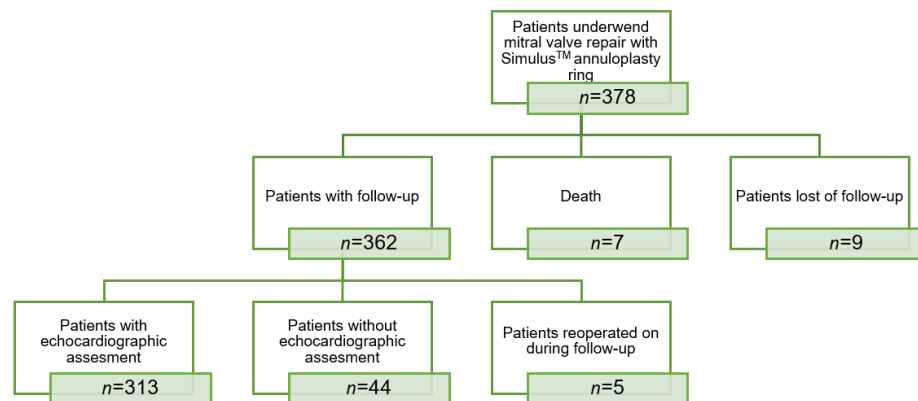 Patients underwend
mitral valve repair with
Simulus™ annuloplasty
ring
n=378
Patients with follow-up
n=362
Death
n=7
Patients lost of follow-up
n=9
Patients with
echocardiographic
assesment
n=313
Patients without
echocardiographic
assesment
n=44
Patients reoperated on
during follow-up
n=5